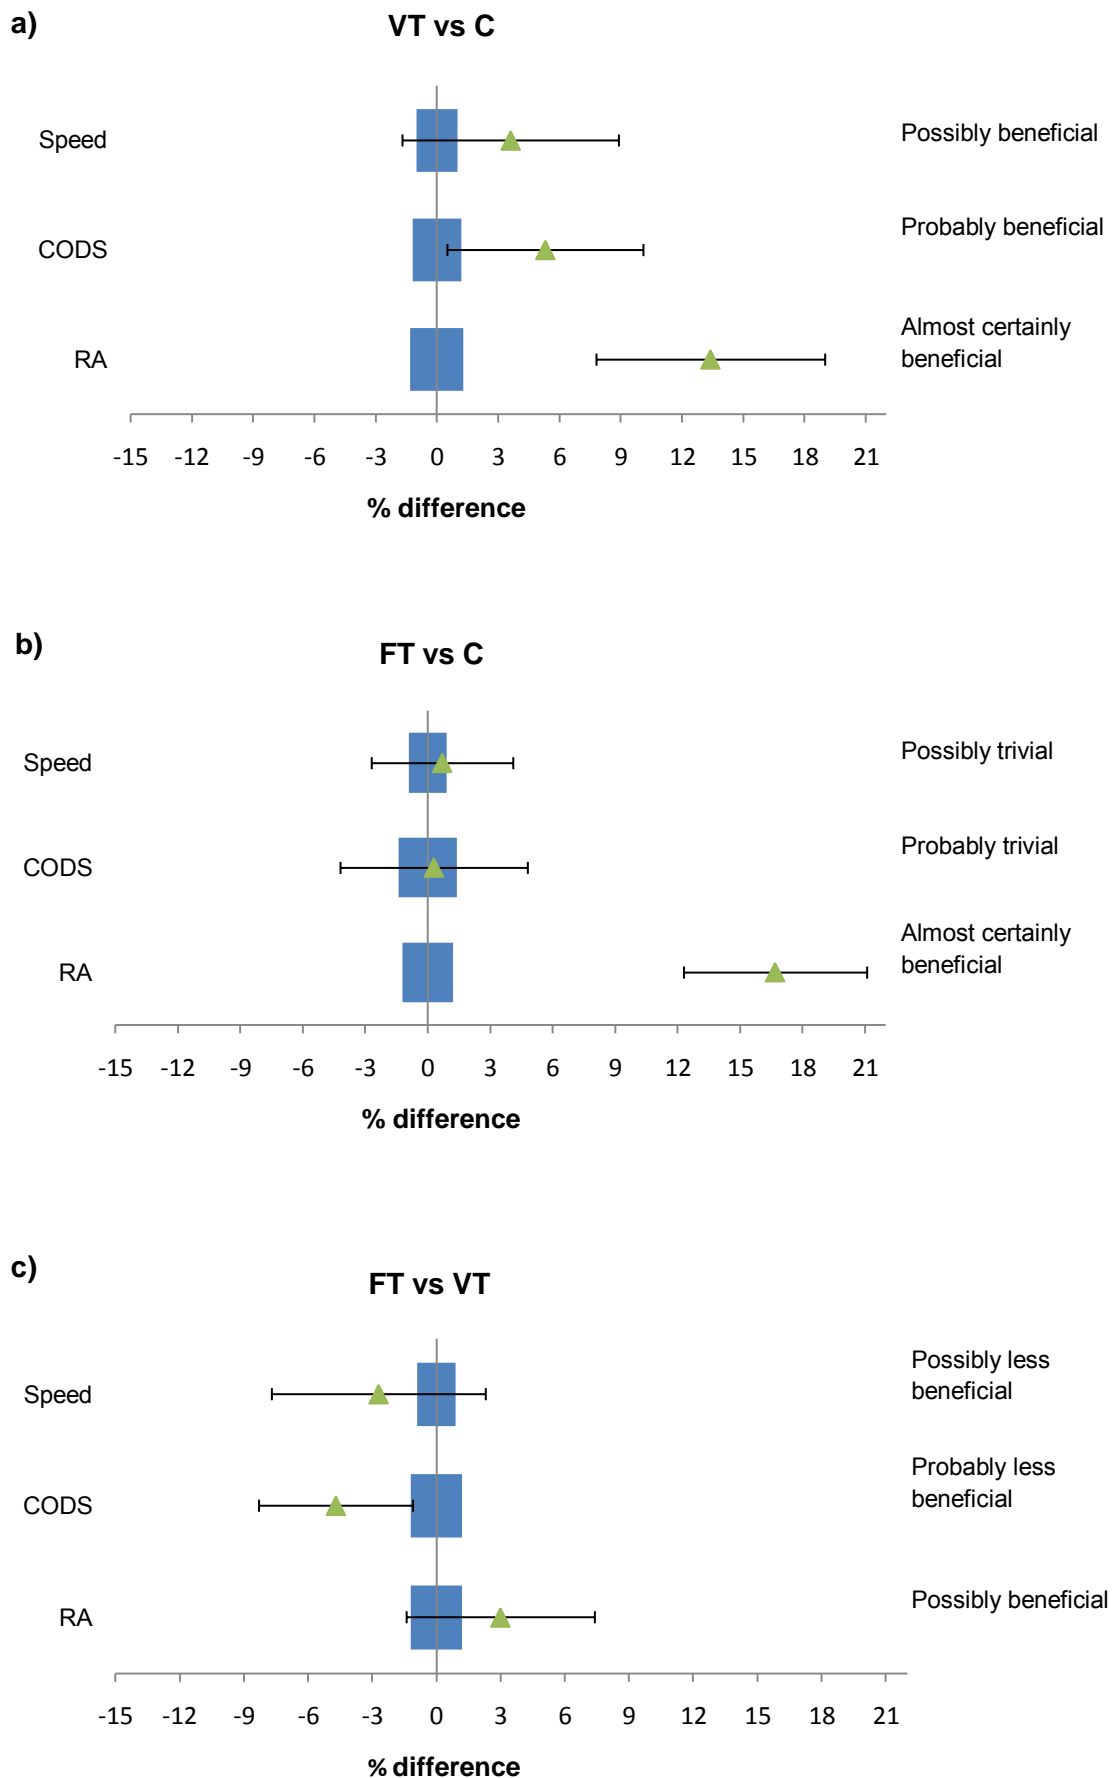 a)
VT vs C
Speed
Possibly beneficial
CODS
Probably beneficial
RA
Almost certainly
beneficial
-15 -12 -9 -6 -3 0 3 6 9 12 15 18 21
% difference
b)
FT vs C
Speed
Possibly trivial
CODS
Probably trivial
RA
Almost certainly
beneficial
-15 -12 -9 -6 -3 0 3 6 9 12 15 18 21
% difference
c)
FT vs VT
Speed
Possibly less
beneficial
CODS
Probably less
beneficial
RA
Possibly beneficial
-15 -12 -9 -6 -3 0 3 6 9 12 15 18 21
% difference